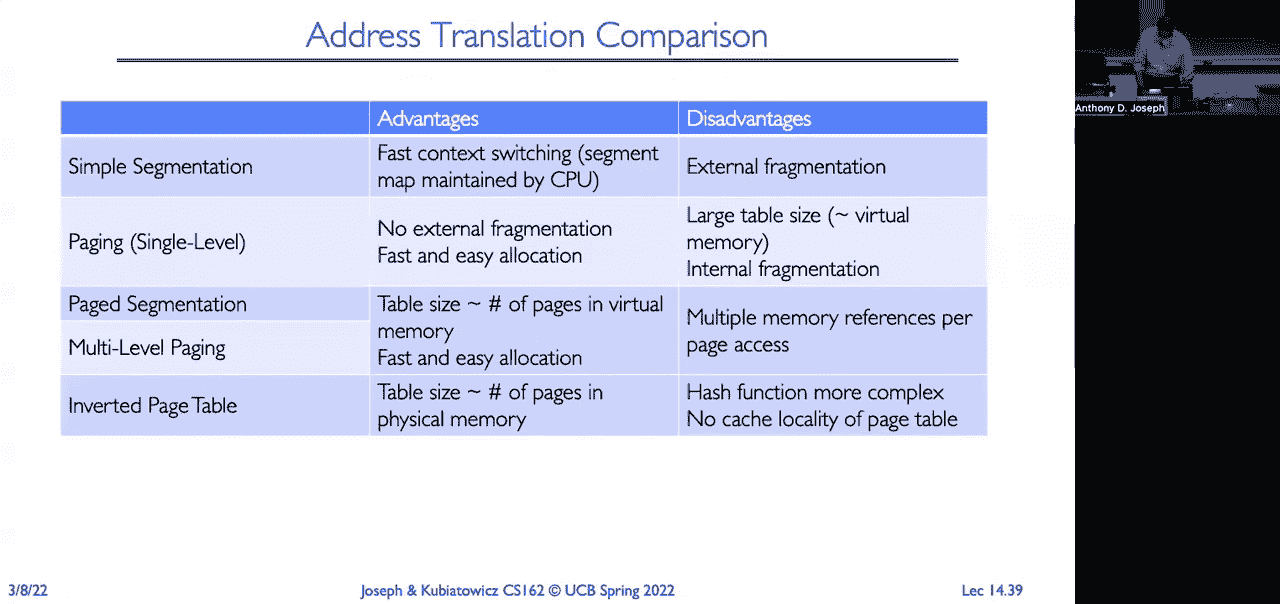 Address Translation Comparison
Anthony D. Joseph
Advantages
Disadvantages
Simple Segmentation
Fast context switching (segment
map maintained by CPU)
External fragmentation
Paging (Single-Level)
No external fragmentation
Fast and easy allocation
Large table size (~ virtual
memory)
Internal fragmentation
Paged Segmentation
Multi-Level Paging
Table size ~ # of pages in virtual
memory
Fast and easy allocation
Multiple memory references per
page access
Inverted Page Table
Table size ~ # of pages in
physical memory
Hash function more complex
No cache locality of page table
3/8/22
Joseph & Kubiatowicz CS162 © UCB Spring 2022
Lec 14.39